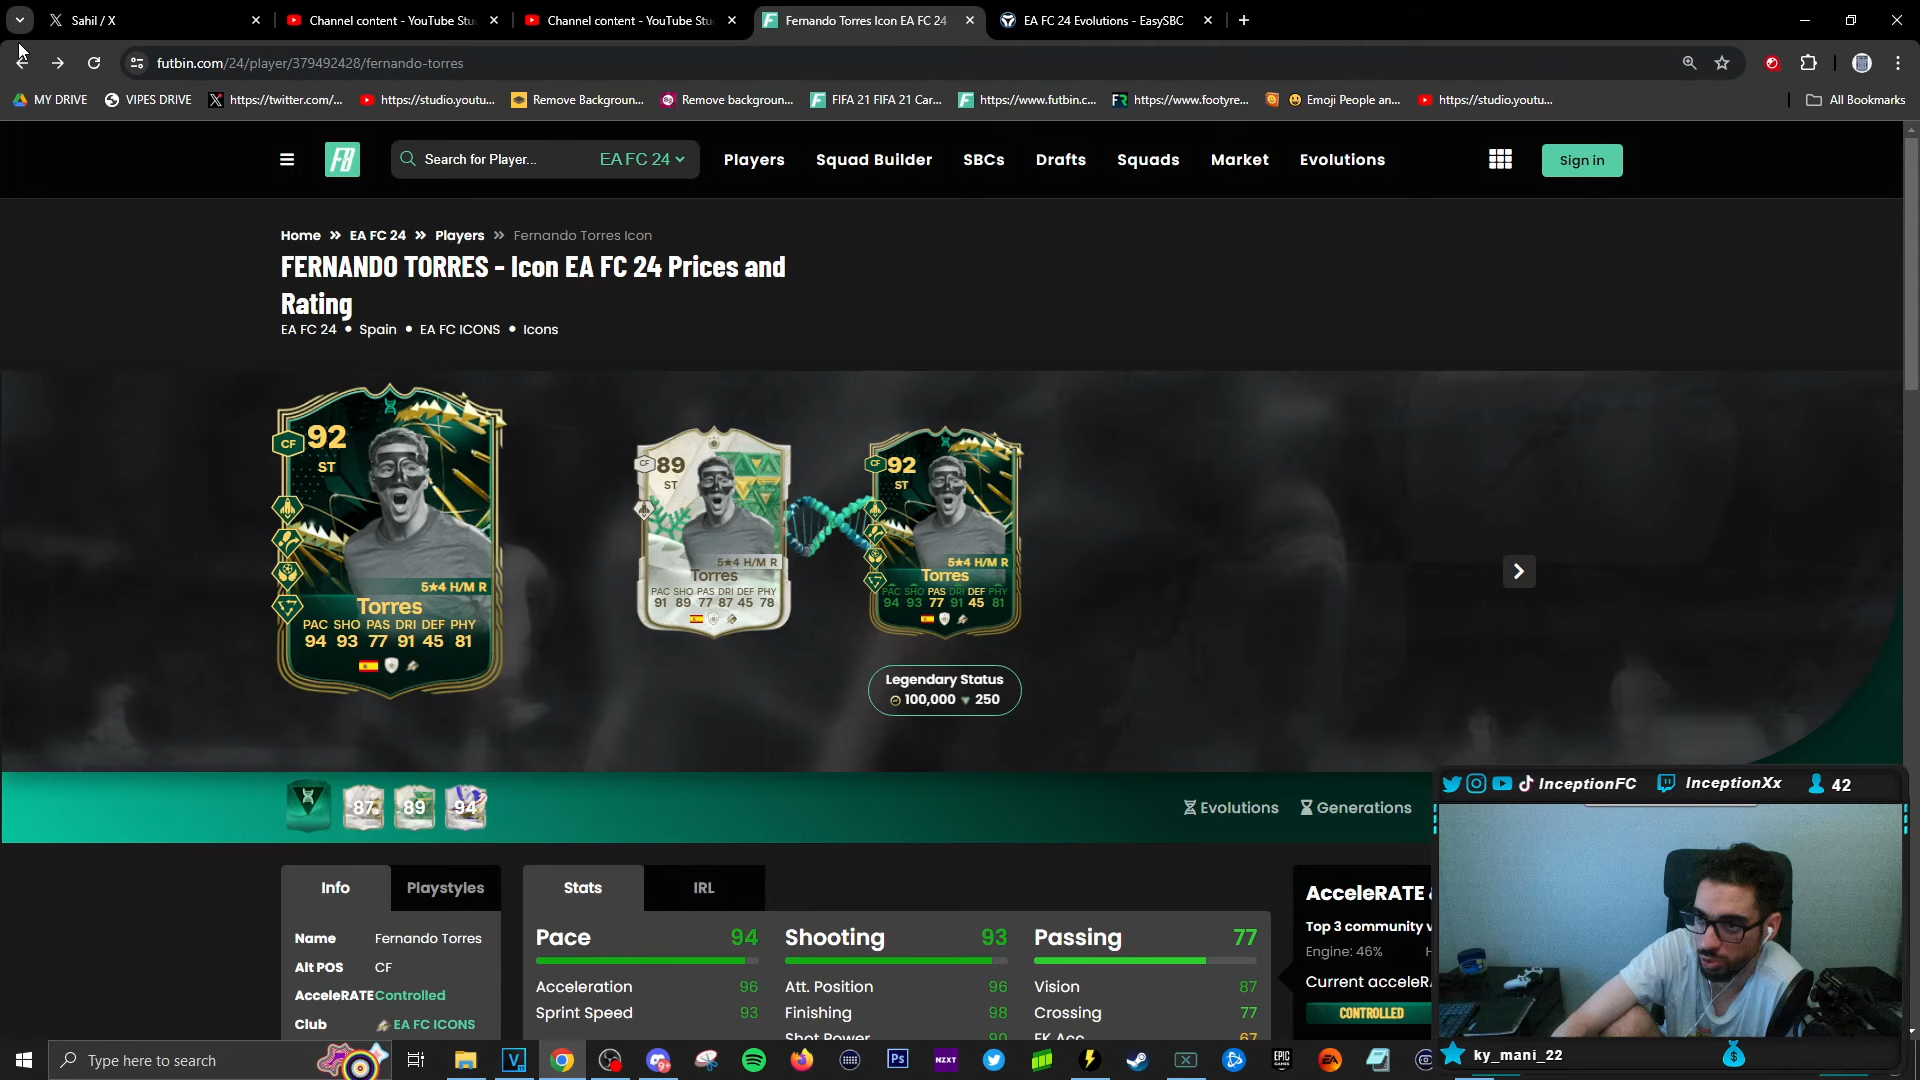 Sahil / X
Channel content - YouTube Stu
Channel content - YouTube Stu
Fernando Torres Icon EA FC 24
EA FC 24 Evolutions - EasySBC
futbin.com/24/player/379492428/fernando-torres
MY DRIVE
VIPES DRIVE
https://twitter.com/...
https://studio.youtu...
Remove Backgroun...
Remove backgroun...
FIFA 21 FIFA 21 Car...
https://www.futbin.c...
https://www.footyre...
Emoji People an...
https://studio.youtu...
All Bookmarks
Search for Player...
EA FC 24
Players
Squad Builder
SBCs
Drafts
Squads
Market
Evolutions
Sign in
Home » EA FC 24 » Players » Fernando Torres Icon
FERNANDO TORRES - Icon EA FC 24 Prices and
Rating
EA FC 24 • Spain • EA FC ICONS • Icons
CF 92
ST
5★4 H/M R
Torres
PAC SHO PAS DRI DEF PHY
94 93 77 91 45 81
CF 89
ST
5★4 H/M R
Torres
PAC SHO PAS DRI DEF PHY
91 89 77 87 45 78
CF 92
ST
5★4 H/M R
Torres
PAC SHO PAS DRI DEF PHY
94 93 77 91 45 81
Legendary Status
100,000 250
87
89
94
Evolutions
Generations
InceptionFC
InceptionXx
42
Info
Playstyles
Name Fernando Torres
Alt POS CF
AcceleRATE Controlled
Club EA FC ICONS
Stats
IRL
Pace 94
Acceleration 96
Sprint Speed 93
Shooting 93
Att. Position 96
Finishing 98
Shot Power 90
Passing 77
Vision 87
Crossing 77
FK Acc. 67
AcceleRATE
Top 3 community
Engine: 46%
Current acceleR
CONTROLLED
ky_mani_22
Type here to search